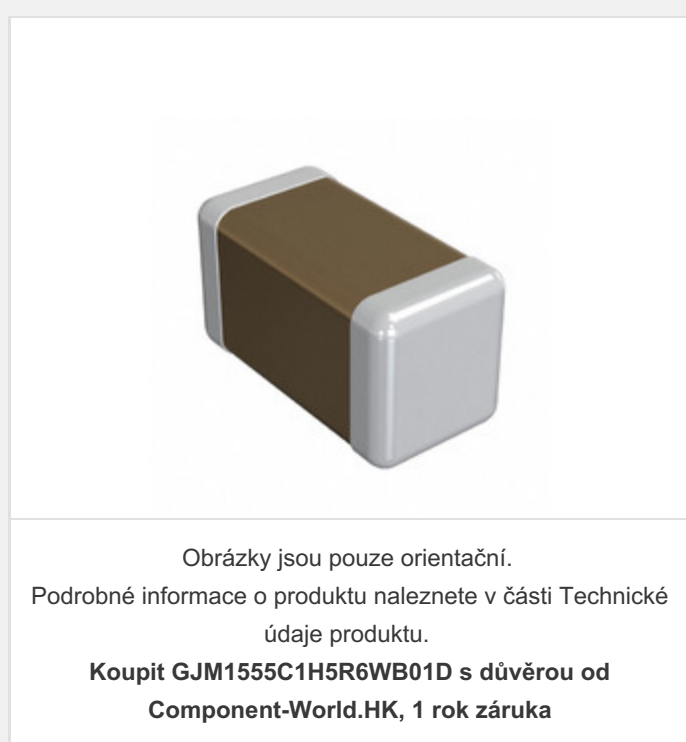 Obrázky jsou pouze orientační.
Podrobné informace o produktu naleznete v části Technické
údaje produktu.
Koupit GJM1555C1H5R6WB01D s důvěrou od
Component-World.HK, 1 rok záruka